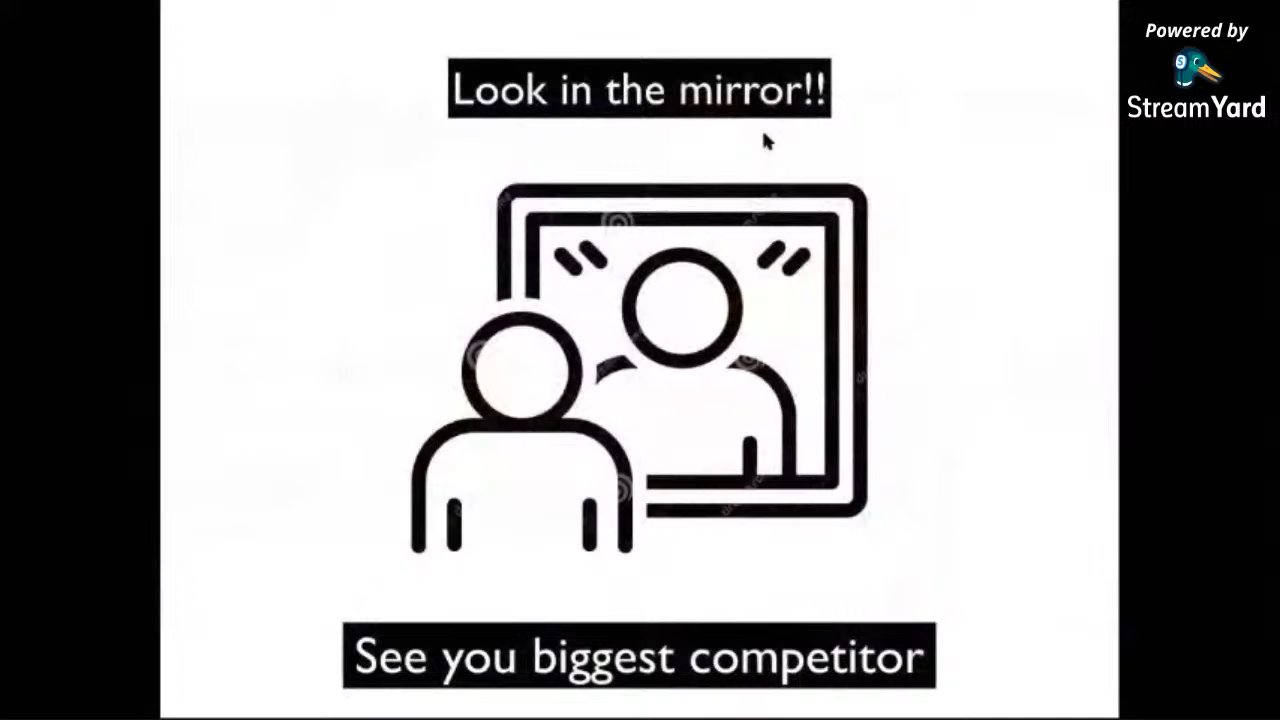 Powered by
StreamYard
Look in the mirror!!
See you biggest competitor